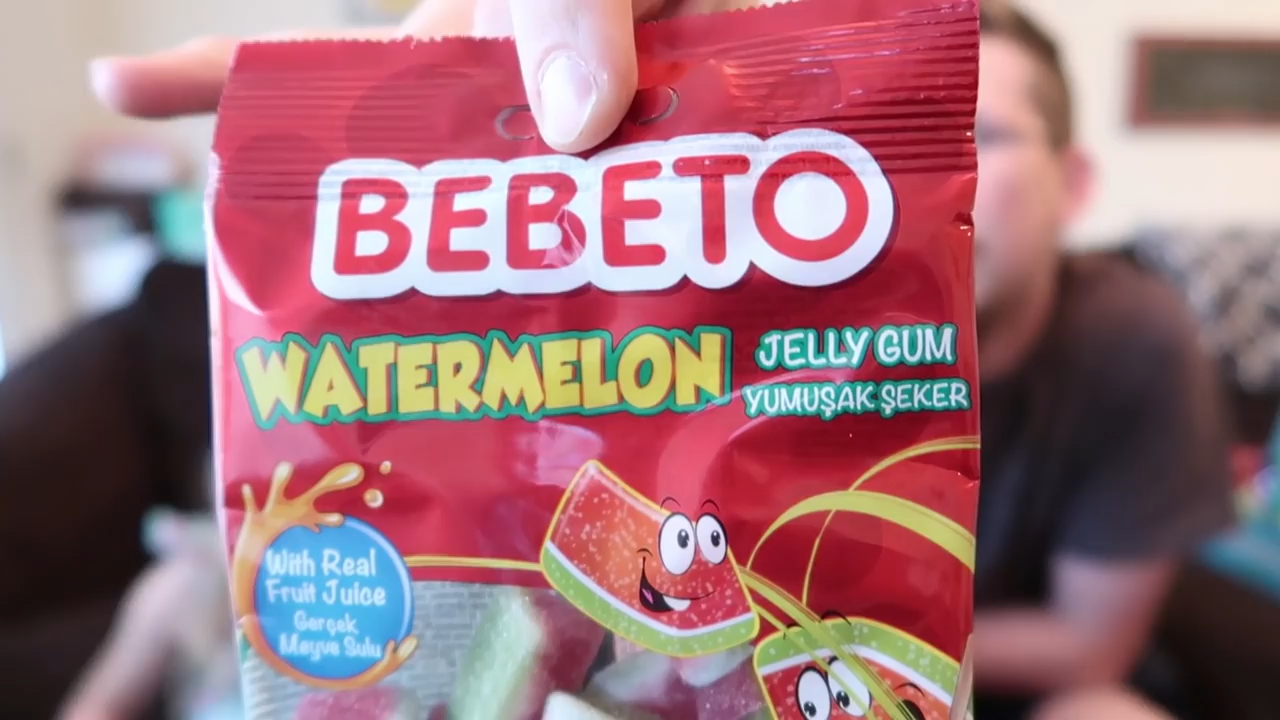 BEBETO
WATERMELON
JELLY GUM
YUMUŞAK ŞEKER
With Real
Fruit Juice
Gerçek
Meyve Sulu